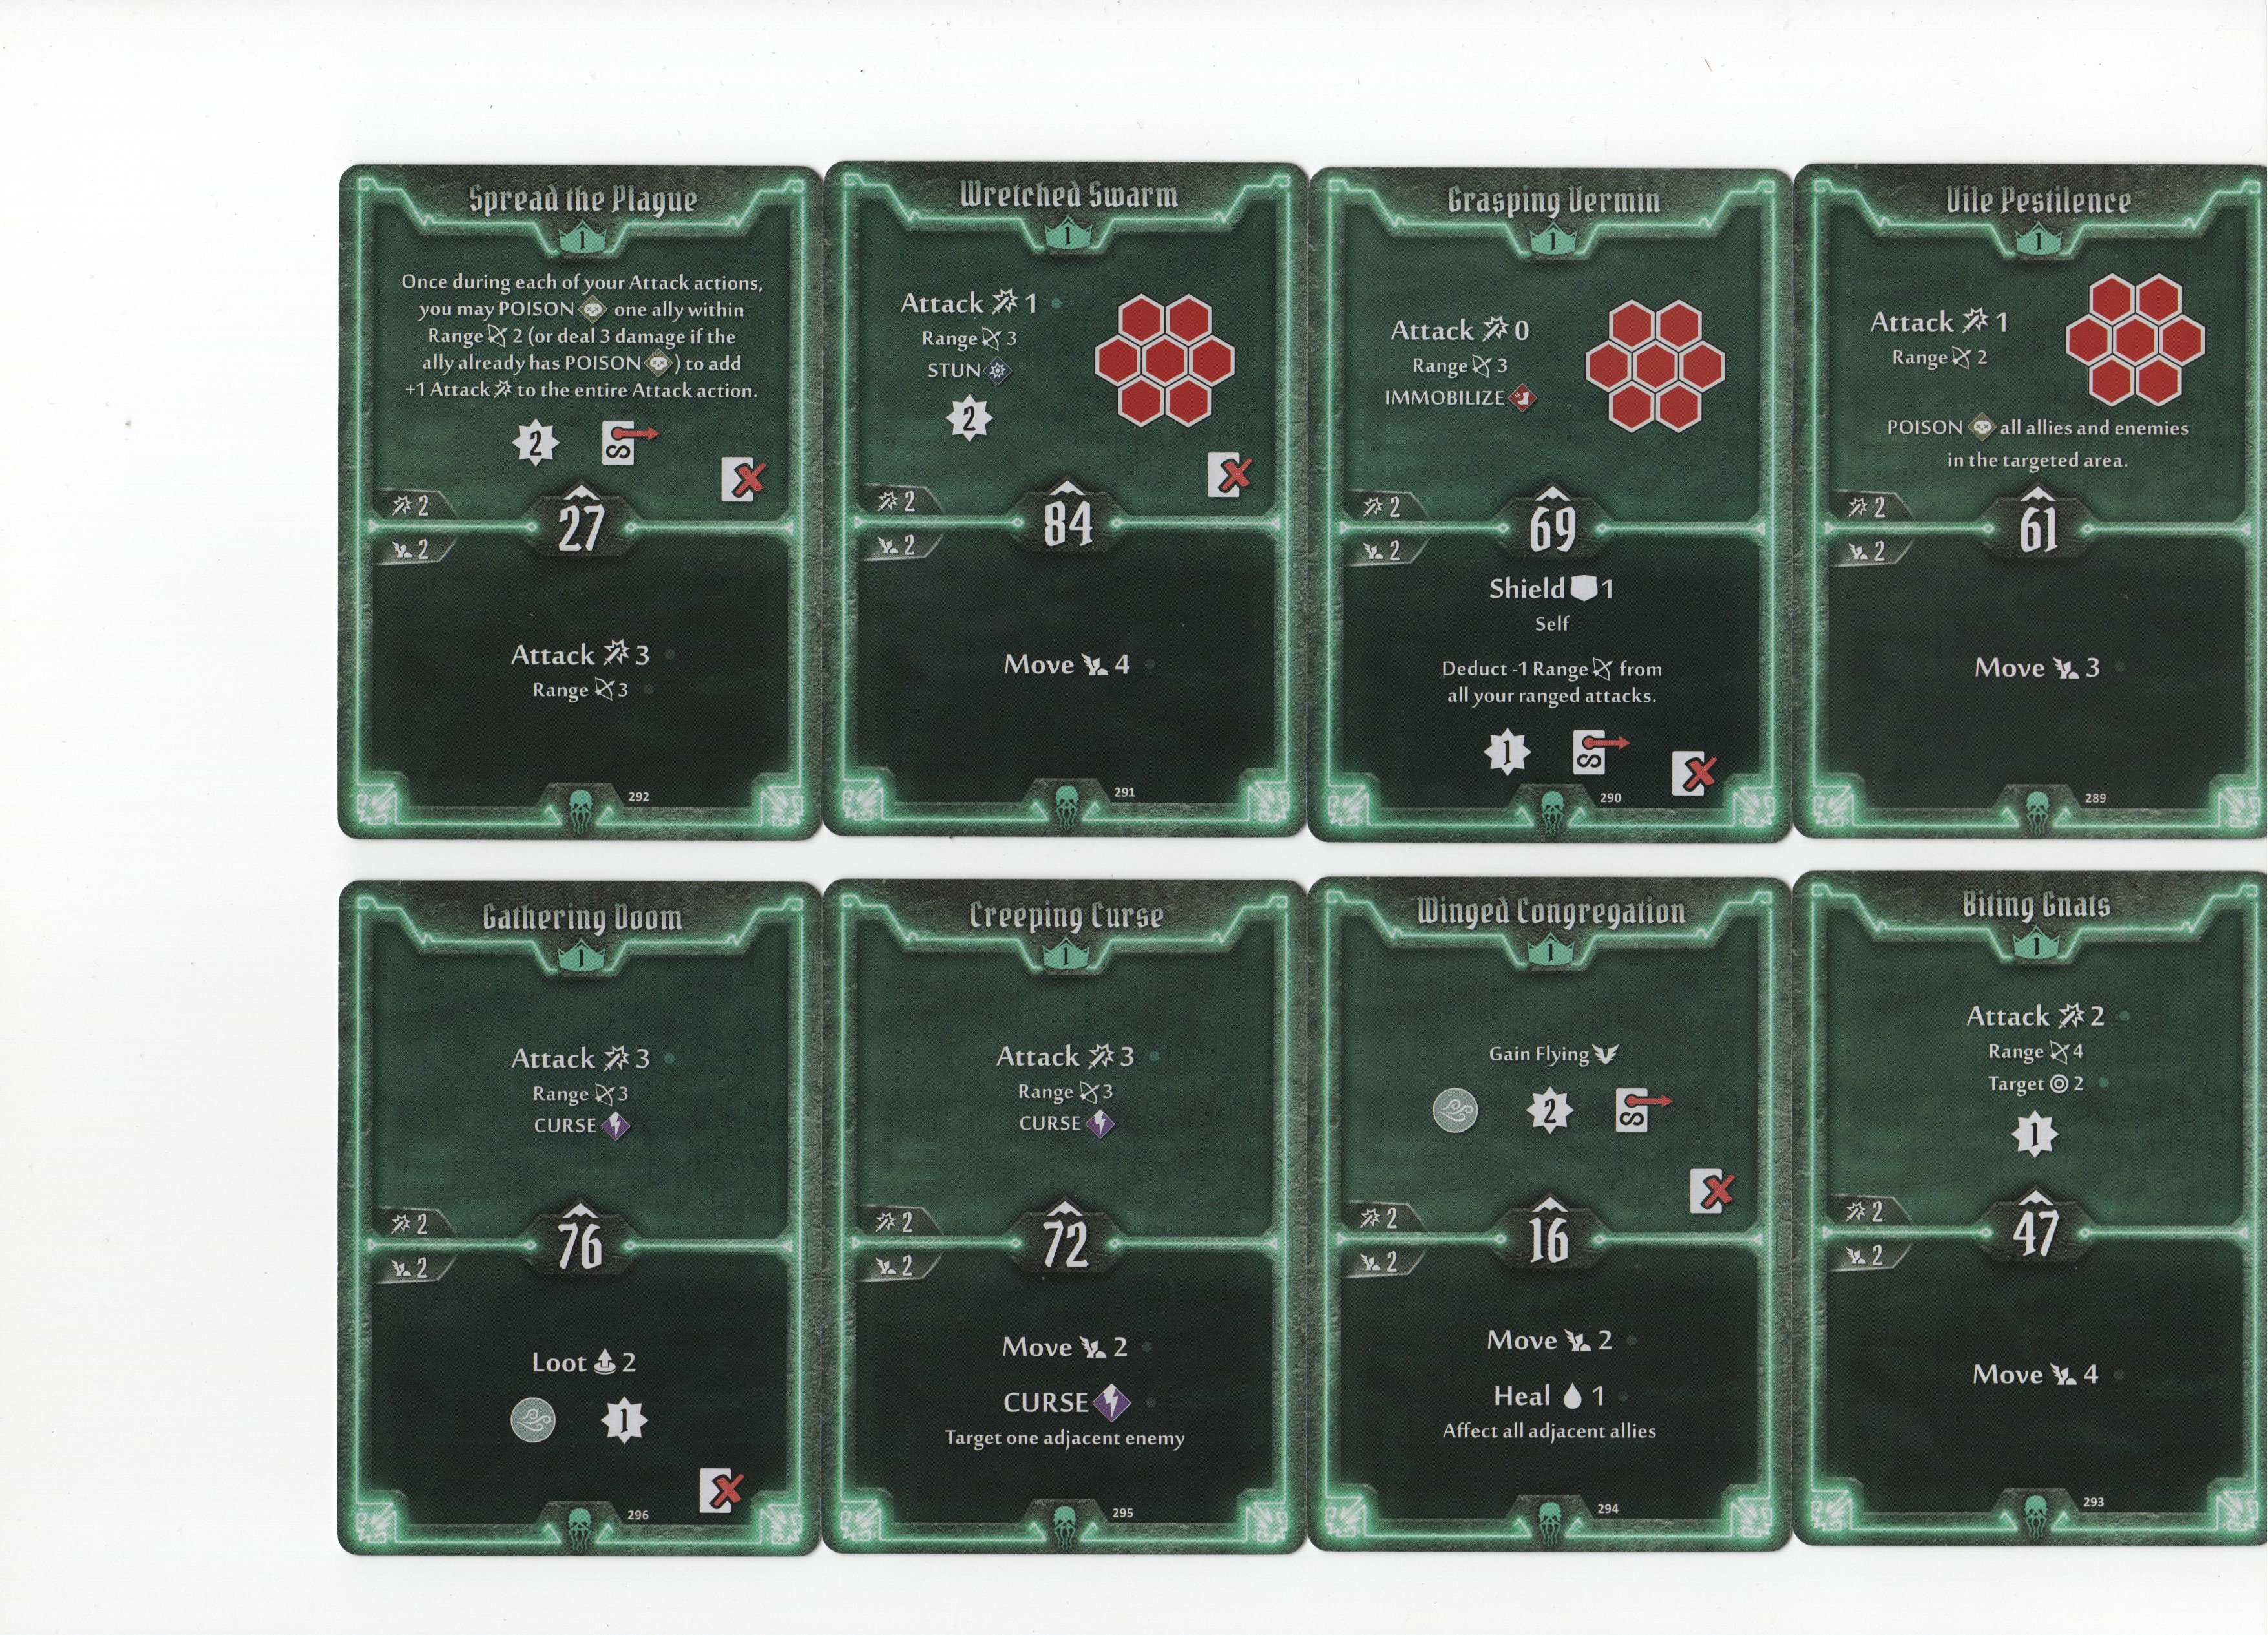 Spread the Plague
1
Once during each of your Attack actions,
you may POISON one ally within
Range 2 (or deal 3 damage if the
ally already has POISON ) to add
+1 Attack to the entire Attack action.
2
2
27
2
Attack 3
Range 3
292
Wretched Swarm
1
Attack 1
Range 3
STUN
2
2
84
2
Move 4
291
Grasping Vermin
1
Attack 0
Range 3
IMMOBILIZE
2
69
2
Shield 1
Self
Deduct -1 Range from
all your ranged attacks.
1
290
Vile Pestilence
1
Attack 1
Range 2
POISON all allies and enemies
in the targeted area.
2
61
2
Move 3
289
Gathering Doom
1
Attack 3
Range 3
CURSE
2
76
2
Loot 2
1
296
Creeping Curse
1
Attack 3
Range 3
CURSE
2
72
2
Move 2
CURSE
Target one adjacent enemy
295
Winged Congregation
1
Gain Flying
2
2
16
2
Move 2
Heal 1
Affect all adjacent allies
294
Biting Gnats
1
Attack 2
Range 4
Target 2
1
2
47
2
Move 4
293